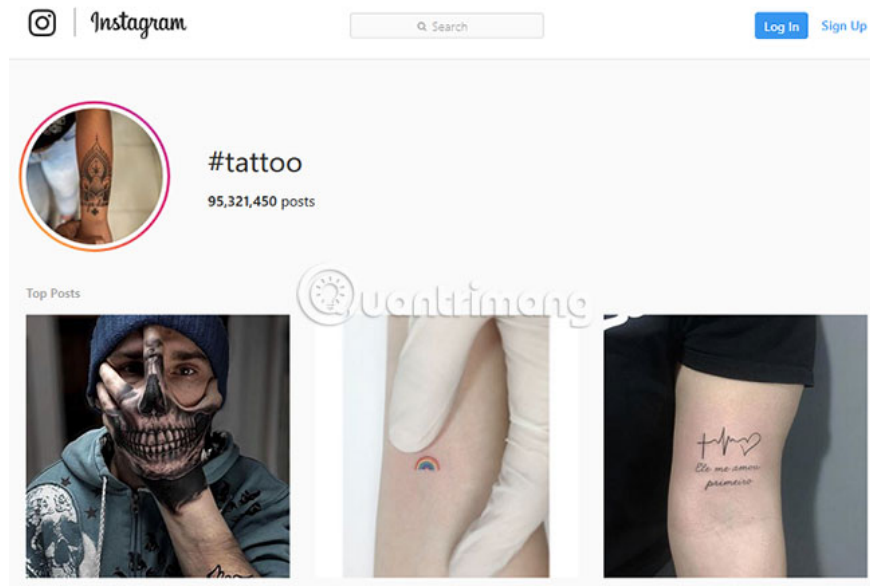 Instagram
Search
Log In
Sign Up
#tattoo
95,321,450 posts
Top Posts
Quantrimang
Ele me amou
primeiro